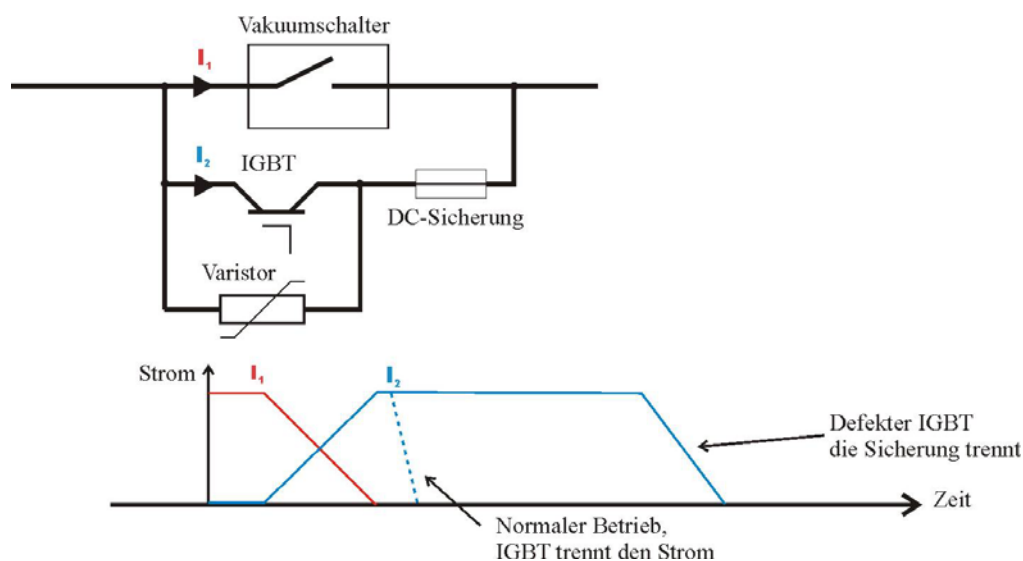 Vakuumschalter
I₁
I₂
IGBT
DC-Sicherung
Varistor
Strom
I₁
I₂
Defekter IGBT
die Sicherung trennt
Zeit
Normaler Betrieb,
IGBT trennt den Strom